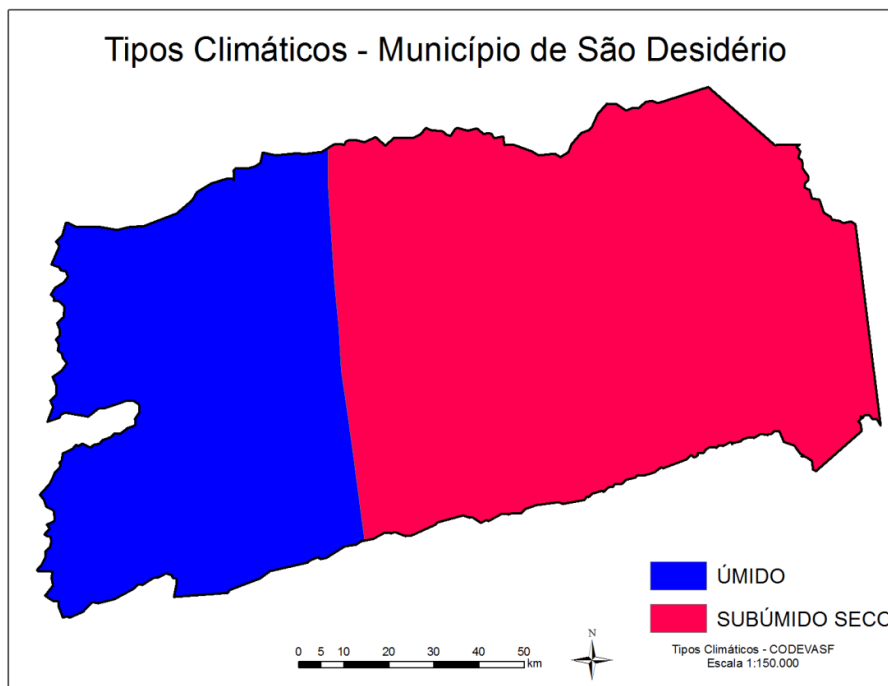 Tipos Climáticos - Município de São Desidério
ÚMIDO
SUBÚMIDO SECO
N
0 5 10 20 30 40 50
km
Tipos Climáticos - CODEVASF
Escala 1:150.000